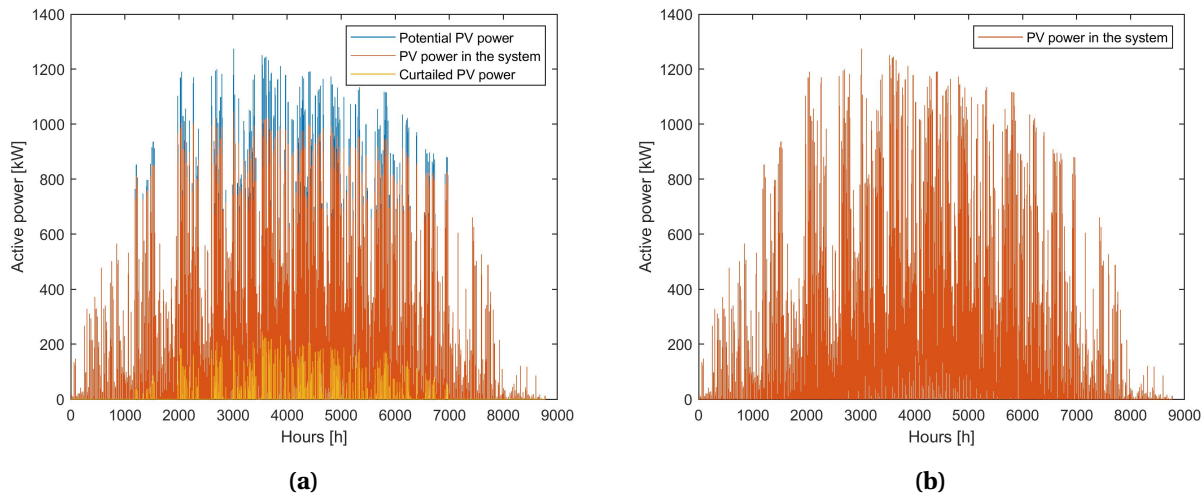 1400
1200
1000
800
600
400
200
0
Active power [kW]
Potential PV power
PV power in the system
Curtailed PV power
0 1000 2000 3000 4000 5000 6000 7000 8000 9000
Hours [h]
(a)
1400
1200
1000
800
600
400
200
0
Active power [kW]
PV power in the system
0 1000 2000 3000 4000 5000 6000 7000 8000 9000
Hours [h]
(b)